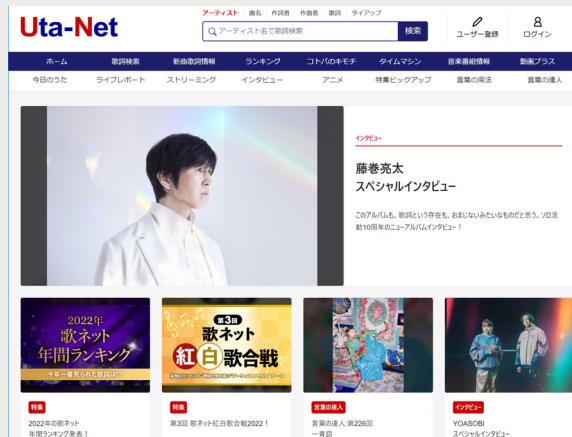 Uta-Net
アーティスト 曲名 作詞者 作曲者 歌詞 タイアップ
アーティスト名で歌詞検索
検索
ユーザー登録
ログイン
ホーム 歌詞検索 新曲歌詞情報 ランキング コトバのキモチ タイムマシン 音楽番組情報 動画プラス
今日のうた ライブレポート ストリーミング インタビュー アニメ 特集ピックアップ 言葉の魔法 言葉の達人
インタビュー
藤巻亮太
スペシャルインタビュー
このアルバムも、歌詞という存在も、おまじないみたいなものだと思う。ソロ活
動10周年のニューアルバムインタビュー！
2022年
歌ネット
年間ランキング
今年一番見られた歌詞は!?
第3回
歌ネット
紅白歌合戦
特集
2022年の歌ネット
年間ランキング発表！
特集
第3回 歌ネット紅白歌合戦2022！
言葉の達人
言葉の達人:第226回
一青窈
インタビュー
YOASOBI
スペシャルインタビュー